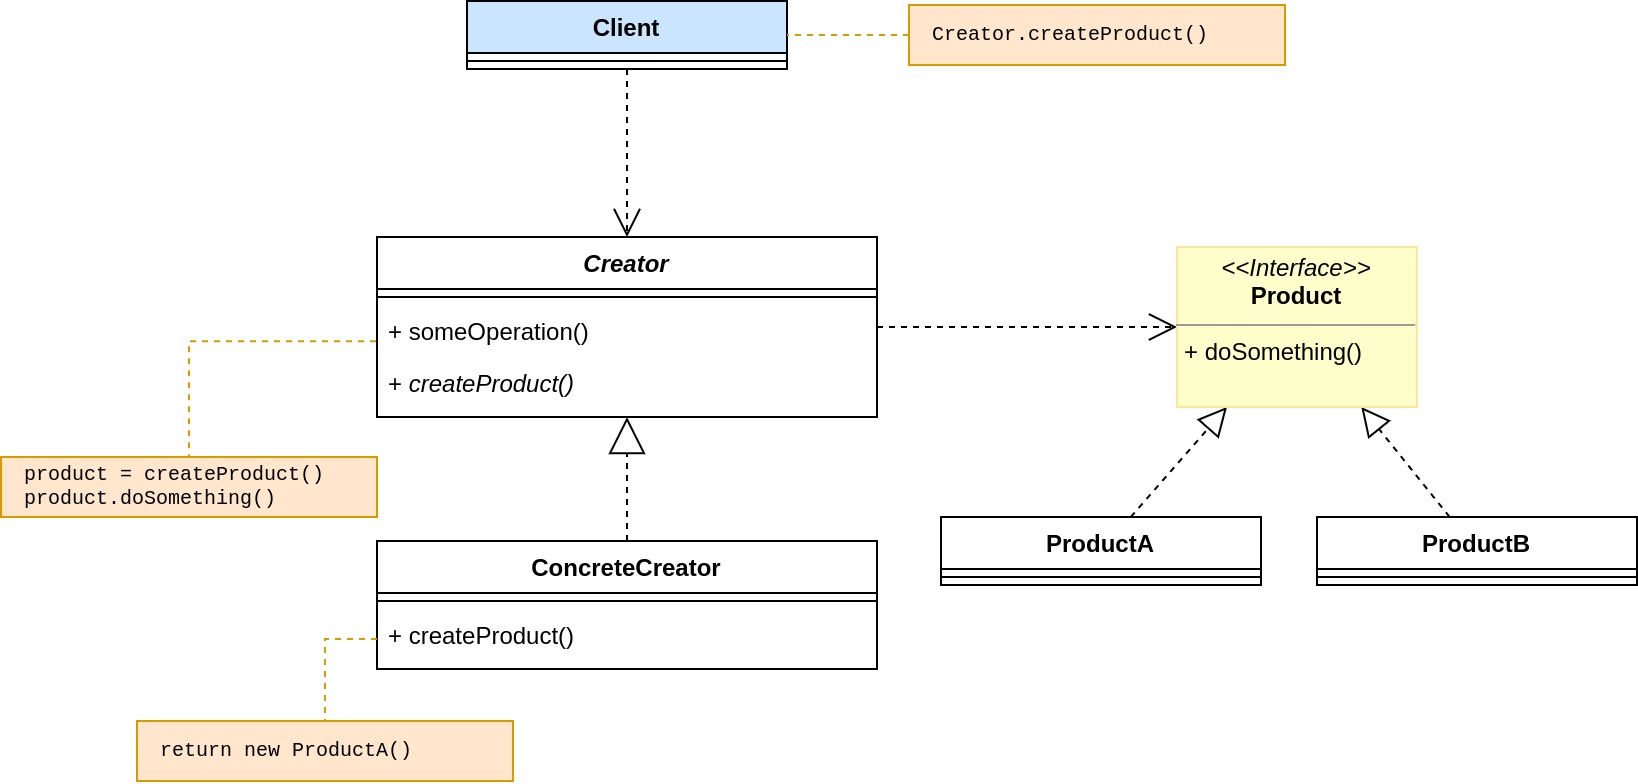 Client
Creator.createProduct()
Creator
+ someOperation()
+ createProduct()
<<Interface>>
Product
+ doSomething()
product = createProduct()
product.doSomething()
ProductA
ProductB
ConcreteCreator
+ createProduct()
return new ProductA()